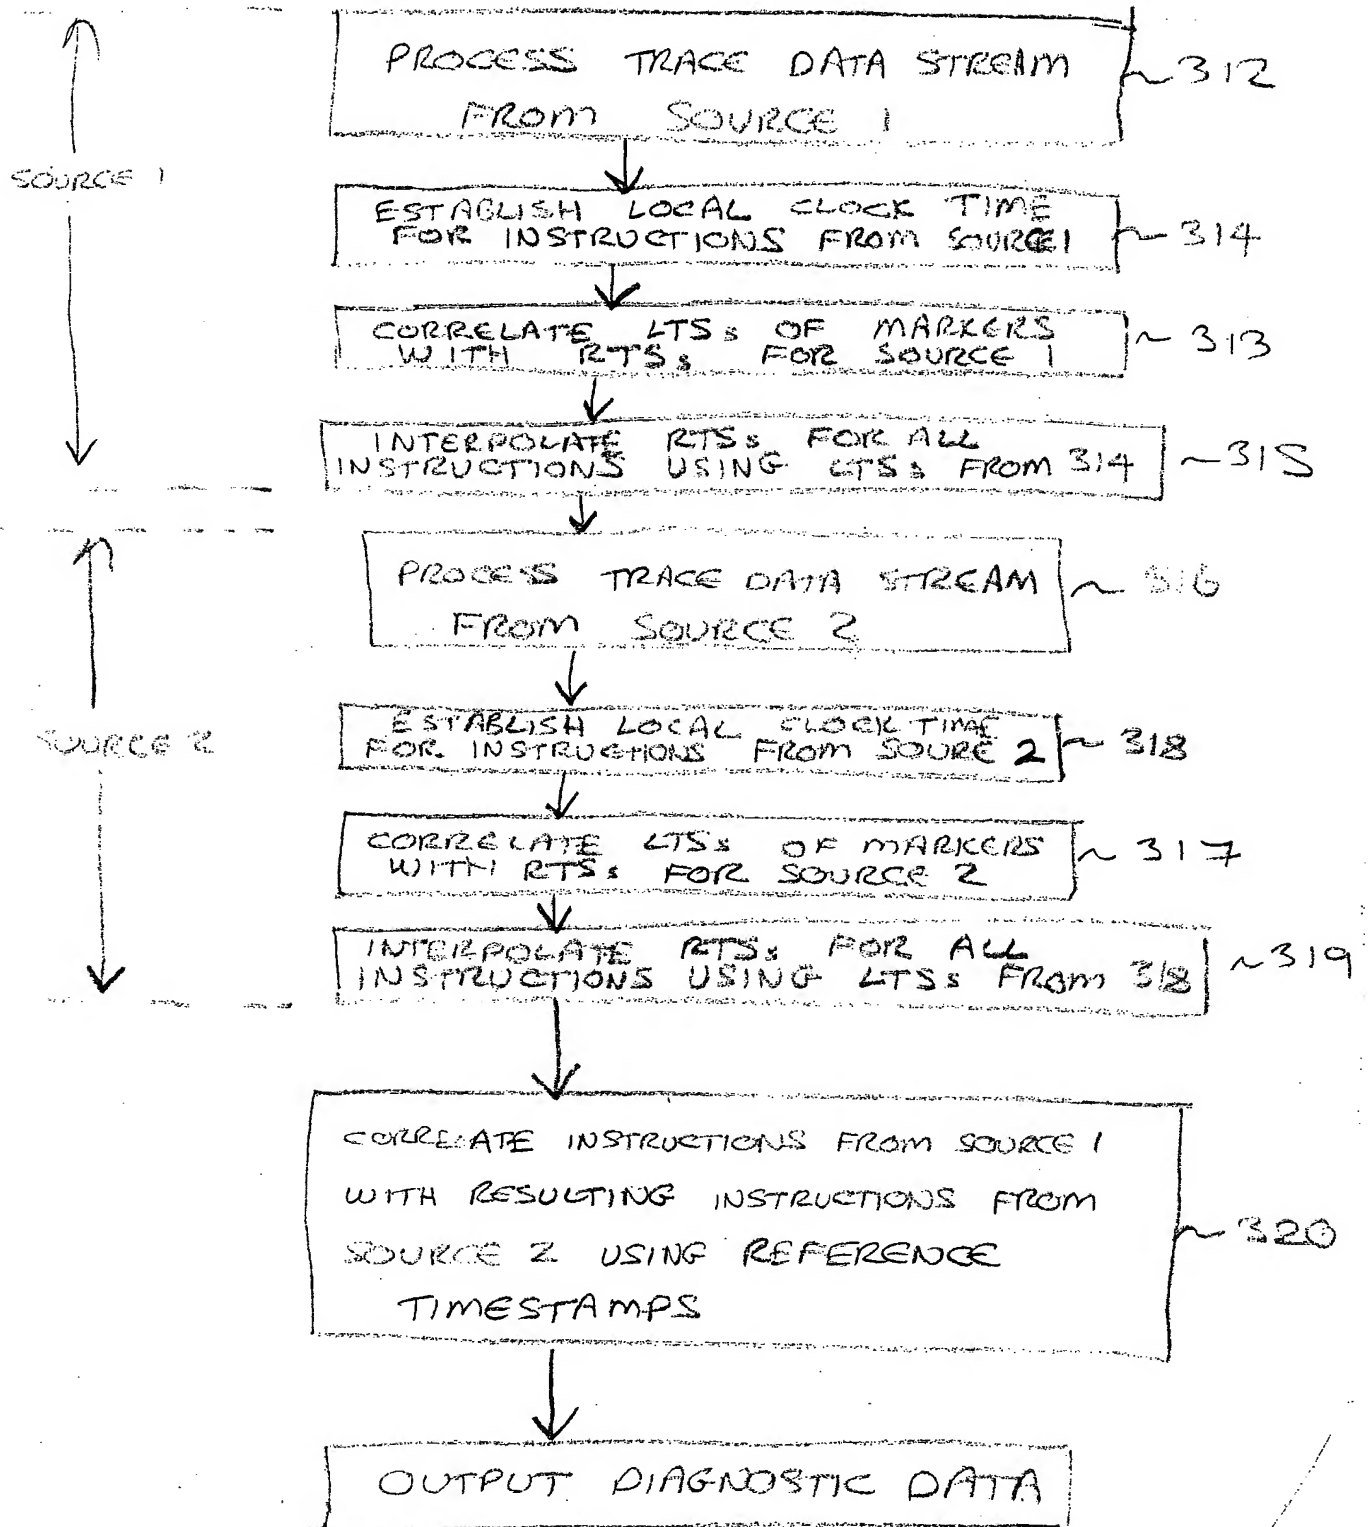 PROCESS TRACE DATA STREAM
FROM SOURCE 1
~312
SOURCE 1
ESTABLISH LOCAL CLOCK TIME
FOR INSTRUCTIONS FROM SOURCE1
~314
CORRELATE LTSs OF MARKERS
WITH RTSs FOR SOURCE 1
~313
INTERPOLATE RTSs FOR ALL
INSTRUCTIONS USING LTSs FROM 314
~315
PROCESS TRACE DATA STREAM
FROM SOURCE 2
~316
SOURCE 2
ESTABLISH LOCAL CLOCK TIME
FOR INSTRUCTIONS FROM SOURE 2
~318
CORRELATE LTSs OF MARKERS
WITH RTSs FOR SOURCE 2
~317
INTERPOLATE RTSs FOR ALL
INSTRUCTIONS USING LTSs FROM 318
~319
CORRELATE INSTRUCTIONS FROM SOURCE 1
WITH RESULTING INSTRUCTIONS FROM
SOURCE 2 USING REFERENCE
TIMESTAMPS
~320
OUTPUT DIAGNOSTIC DATA